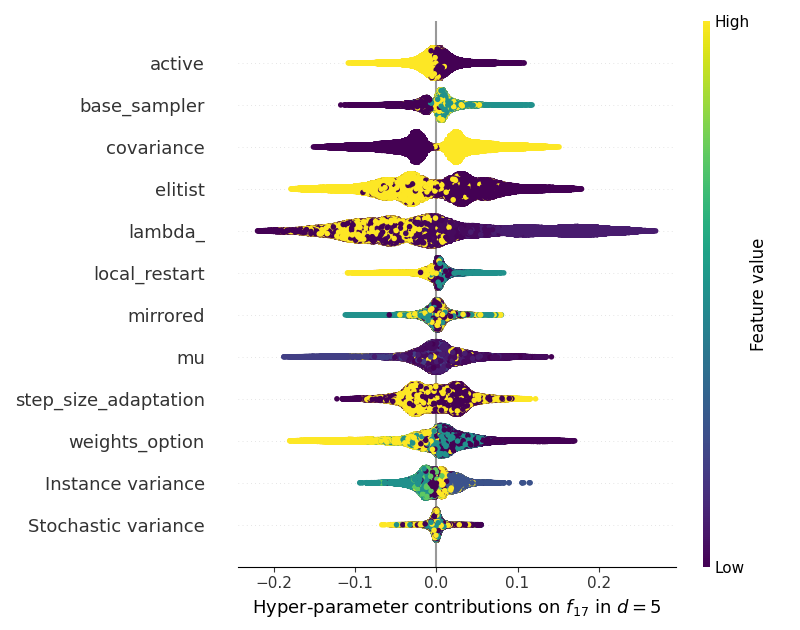 High
active
base_sampler
covariance
elitist
lambda_
local_restart
mirrored
mu
step_size_adaptation
weights_option
Instance variance
Stochastic variance
Feature value
Low
−0.2 −0.1 0.0 0.1 0.2
Hyper-parameter contributions on f₁₇ in d = 5